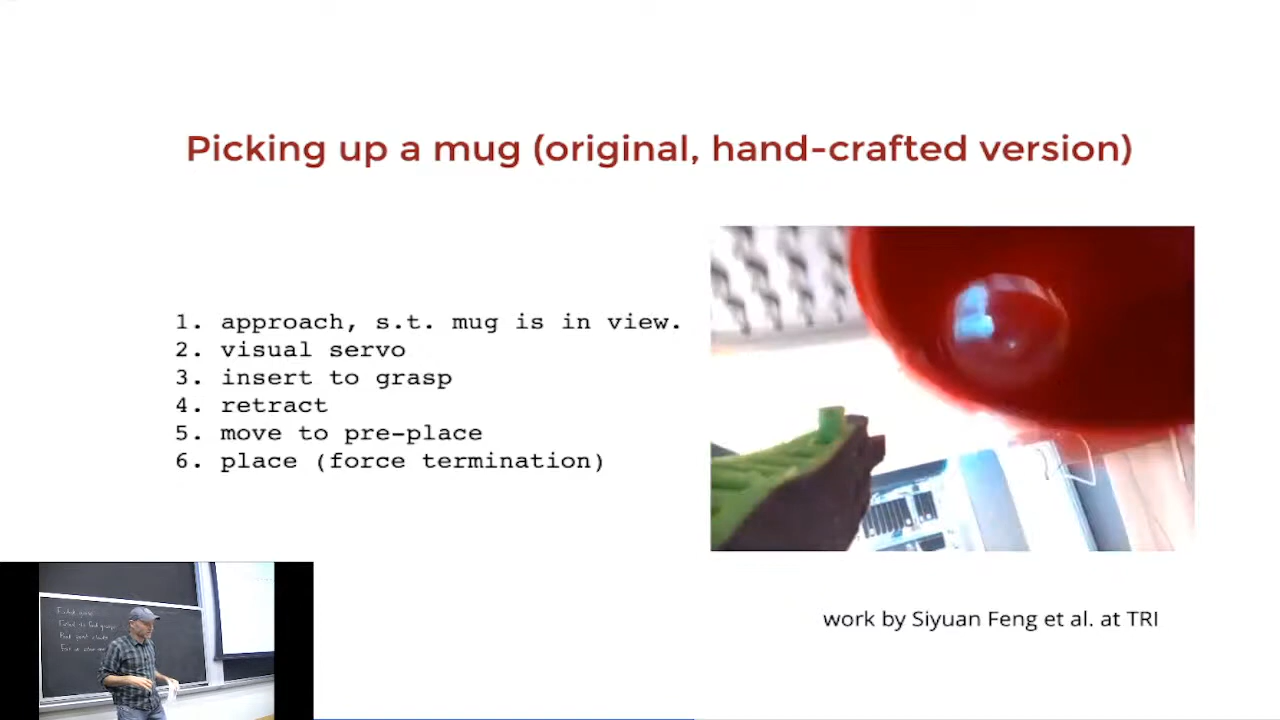 Picking up a mug (original, hand-crafted version)
1. approach, s.t. mug is in view.
2. visual servo
3. insert to grasp
4. retract
5. move to pre-place
6. place (force termination)
work by Siyuan Feng et al. at TRI